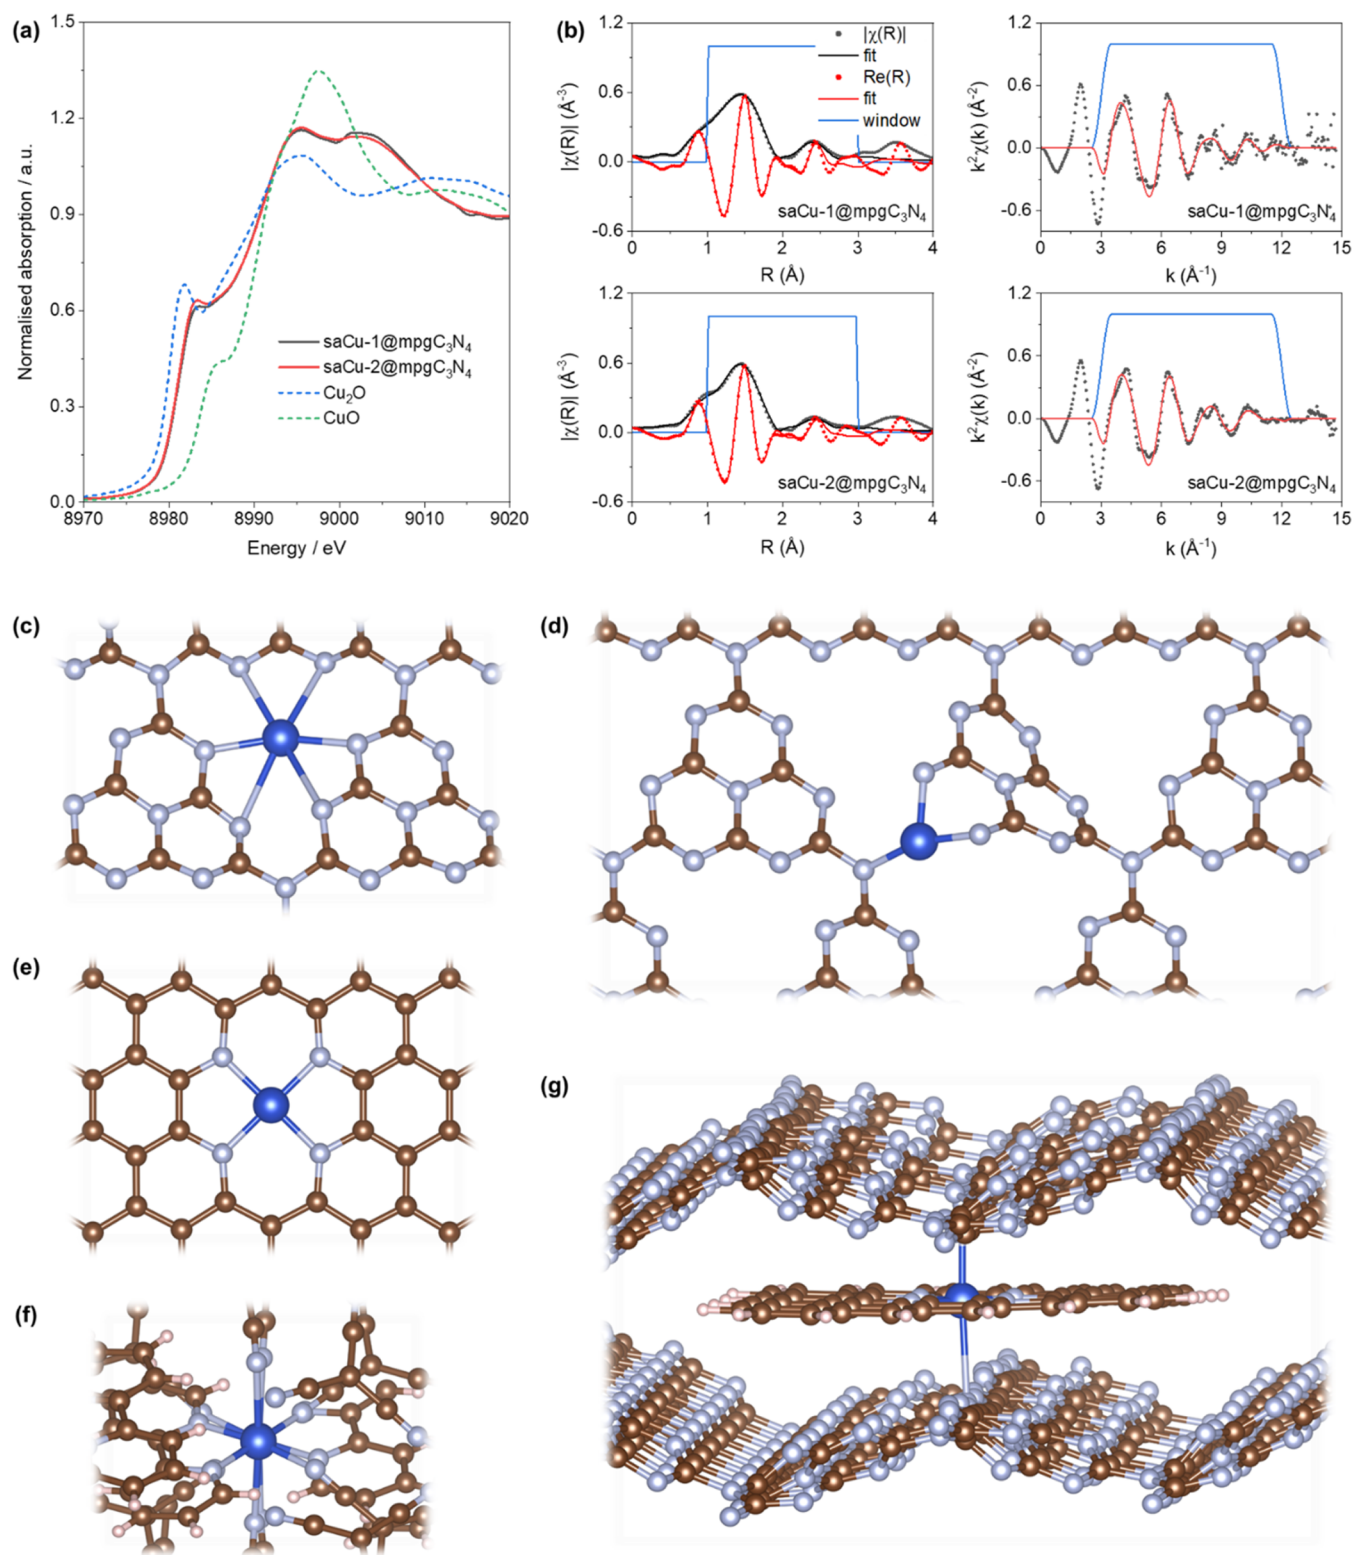 (a)
1.5
1.2
0.9
0.6
0.3
0.0
Normalised absorption / a.u.
saCu-1@mpgC₃N₄
saCu-2@mpgC₃N₄
Cu₂O
CuO
8970 8980 8990 9000 9010 9020
Energy / eV
(b)
1.2
0.6
0.0
-0.6
|χ(R)| (Å⁻³)
|χ(R)|
fit
Re(R)
fit
window
saCu-1@mpgC₃N₄
0 1 2 3 4
R (Å)
1.2
0.6
0.0
-0.6
k²χ(k) (Å⁻²)
saCu-1@mpgC₃N₄
0 3 6 9 12 15
k (Å⁻¹)
1.2
0.6
0.0
-0.6
|χ(R)| (Å⁻³)
saCu-2@mpgC₃N₄
0 1 2 3 4
R (Å)
1.2
0.6
0.0
-0.6
k²χ(k) (Å⁻²)
saCu-2@mpgC₃N₄
0 3 6 9 12 15
k (Å⁻¹)
(c)
(d)
(e)
(f)
(g)